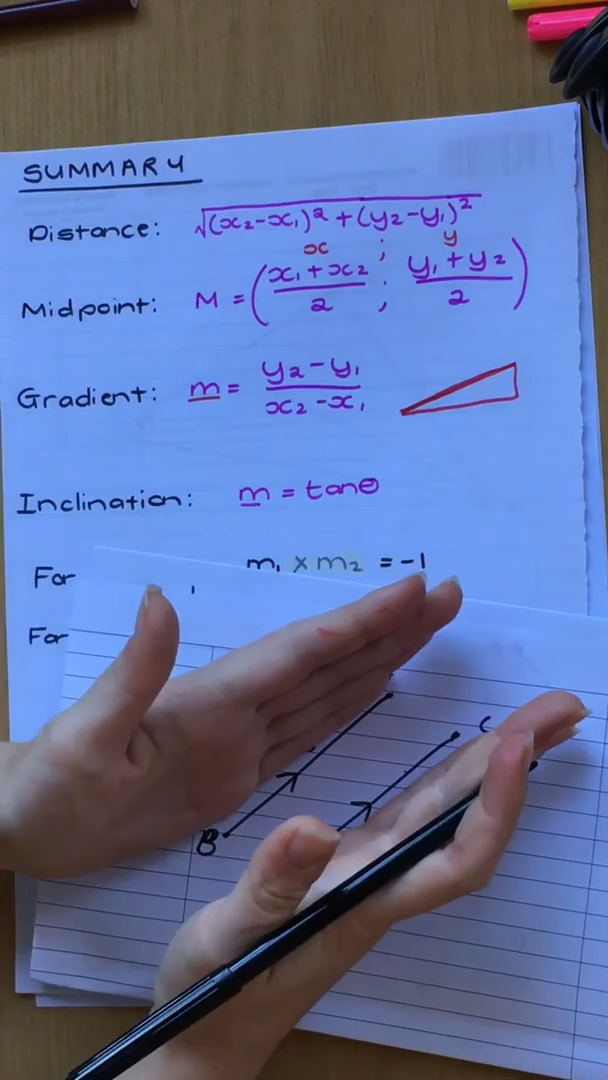 SUMMARY
Distance: √(x₂-x₁)² + (y₂-y₁)²
x ; y
Midpoint: M = (x₁+x₂/2 ; y₁+y₂/2)
Gradient: m = y₂-y₁/x₂-x₁
Inclination: m = tanθ
For m₁ × m₂ = -1
For
C
B